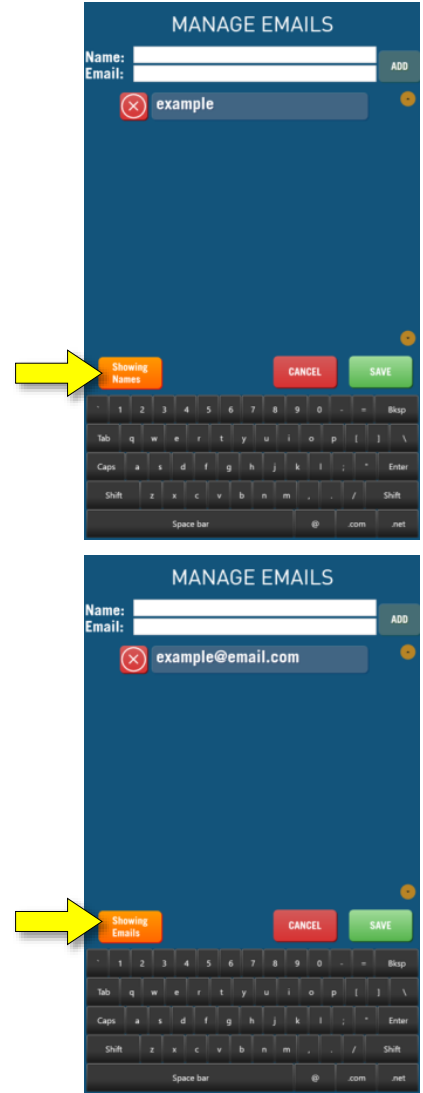 MANAGE EMAILS
Name:
Email:
ADD
example
Showing
Names
CANCEL
SAVE
` 1 2 3 4 5 6 7 8 9 0 - = Bksp
Tab q w e r t y u i o p [ ] \
Caps a s d f g h j k l ; " Enter
Shift z x c v b n m , . / Shift
Space bar @ .com .net
MANAGE EMAILS
Name:
Email:
ADD
example@email.com
Showing
Emails
CANCEL
SAVE
` 1 2 3 4 5 6 7 8 9 0 - = Bksp
Tab q w e r t y u i o p [ ] \
Caps a s d f g h j k l ; " Enter
Shift z x c v b n m , . / Shift
Space bar @ .com .net